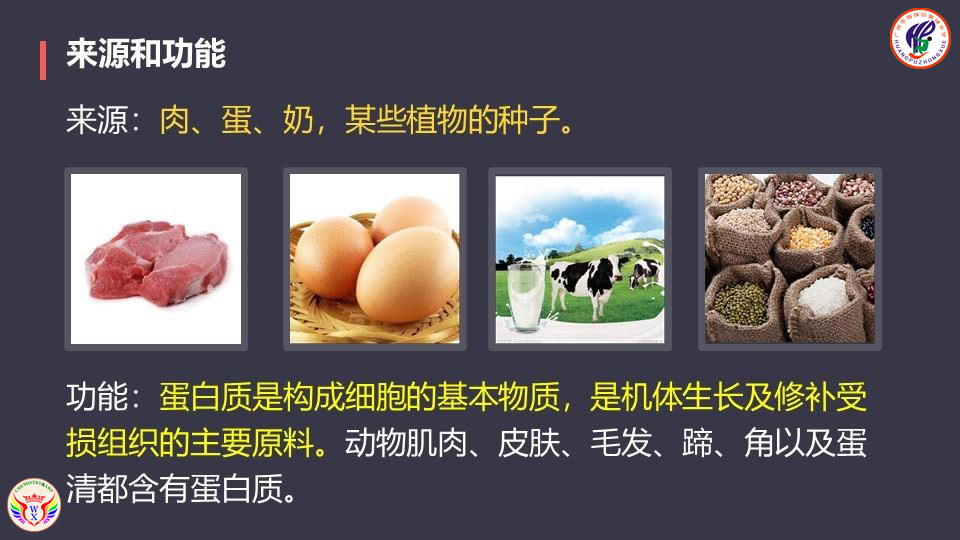 来源和功能
来源：肉、蛋、奶，某些植物的种子。
功能：蛋白质是构成细胞的基本物质，是机体生长及修补受
损组织的主要原料。动物肌肉、皮肤、毛发、蹄、角以及蛋
清都含有蛋白质。
HUANGPUZHONGXUE
WX